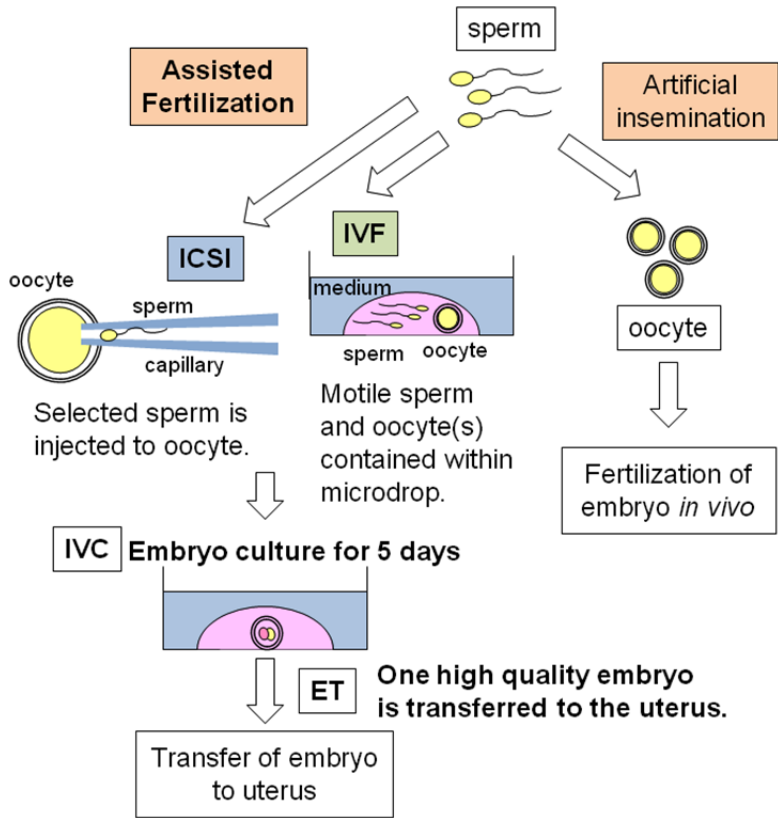 sperm
Assisted
Fertilization
Artificial
insemination
ICSI
IVF
oocyte
sperm
capillary
medium
sperm
oocyte
oocyte
Selected sperm is
injected to oocyte.
Motile sperm
and oocyte(s)
contained within
microdrop.
Fertilization of
embryo in vivo
IVC
Embryo culture for 5 days
ET
One high quality embryo
is transferred to the uterus.
Transfer of embryo
to uterus